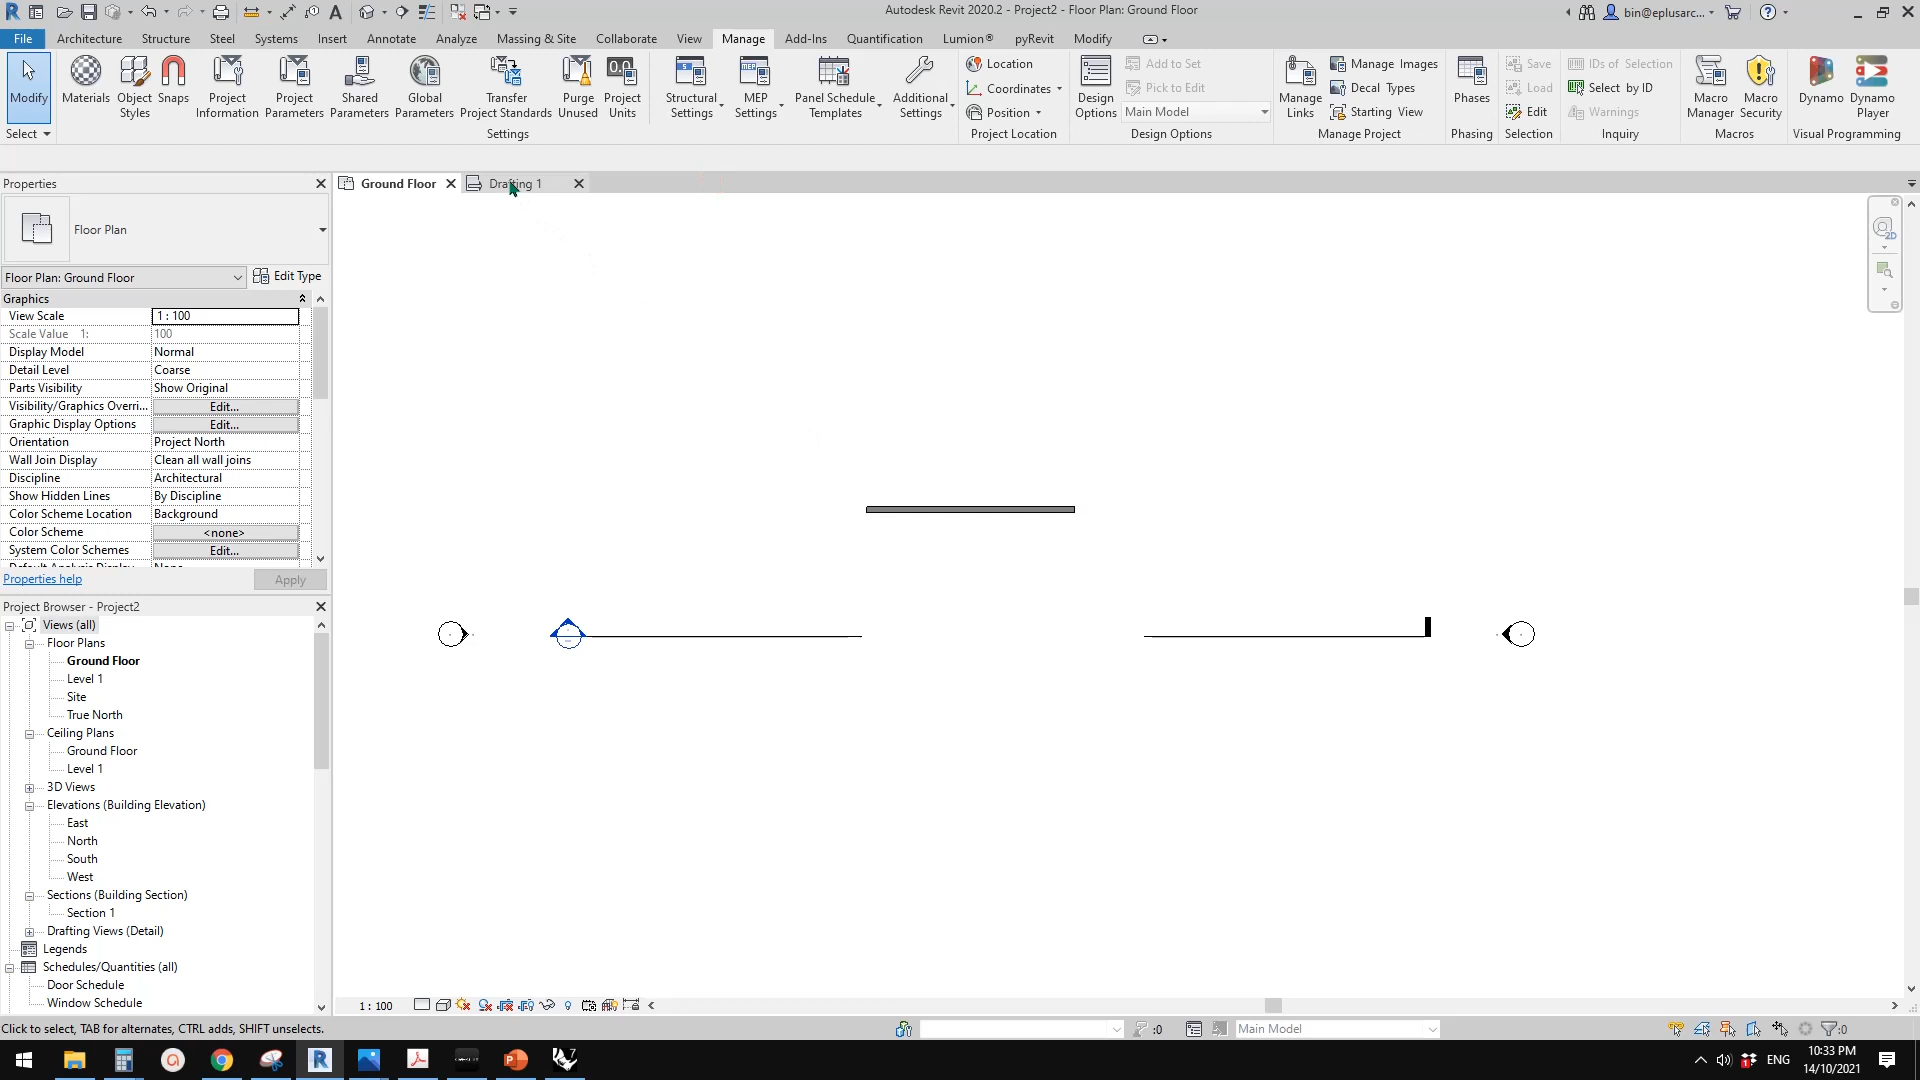 Autodesk Revit 2020.2 - Project2 - Floor Plan: Ground Floor
bin@eplusarc...
File Architecture Structure Steel Systems Insert Annotate Analyze Massing & Site Collaborate View Manage Add-Ins Quantification Lumion® pyRevit Modify
Modify
Materials
Object Styles
Snaps
Project Information
Project Parameters
Shared Parameters
Global Parameters
Transfer Project Standards
Purge Unused
Project Units
Structural Settings
MEP Settings
Panel Schedule Templates
Additional Settings
Location
Coordinates
Position
Design Options
Add to Set
Pick to Edit
Main Model
Manage Links
Manage Images
Decal Types
Starting View
Phases
Save
Load
Edit
IDs of Selection
Select by ID
Warnings
Macro Manager
Macro Security
Dynamo
Dynamo Player
Select
Settings
Project Location
Design Options
Manage Project
Phasing
Selection
Inquiry
Macros
Visual Programming
Properties
Ground Floor
Drafting 1
Floor Plan
Floor Plan: Ground Floor
Edit Type
Graphics
View Scale 1 : 100
Scale Value 1: 100
Display Model Normal
Detail Level Coarse
Parts Visibility Show Original
Visibility/Graphics Overri... Edit...
Graphic Display Options Edit...
Orientation Project North
Wall Join Display Clean all wall joins
Discipline Architectural
Show Hidden Lines By Discipline
Color Scheme Location Background
Color Scheme <none>
System Color Schemes Edit...
Default Analysis Display None
Properties help
Apply
Project Browser - Project2
Views (all)
Floor Plans
Ground Floor
Level 1
Site
True North
Ceiling Plans
Ground Floor
Level 1
3D Views
Elevations (Building Elevation)
East
North
South
West
Sections (Building Section)
Section 1
Drafting Views (Detail)
Legends
Schedules/Quantities (all)
Door Schedule
Window Schedule
2D
1 : 100
Click to select, TAB for alternates, CTRL adds, SHIFT unselects.
:0
Main Model
:0
ENG
10:33 PM
14/10/2021